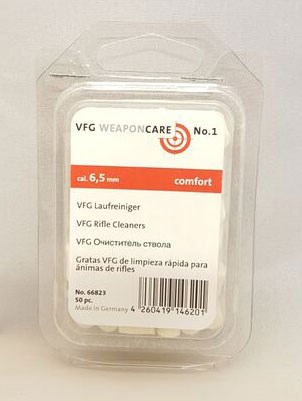 VFG WEAPONCARE No.1
cal. 6,5 mm comfort
VFG Laufreiniger
VFG Rifle Cleaners
VFG Очиститель ствола
Gratas VFG de limpieza rápida para
ánimas de rifles
No. 66823
50 pc.
Made in Germany
4 260419 146201